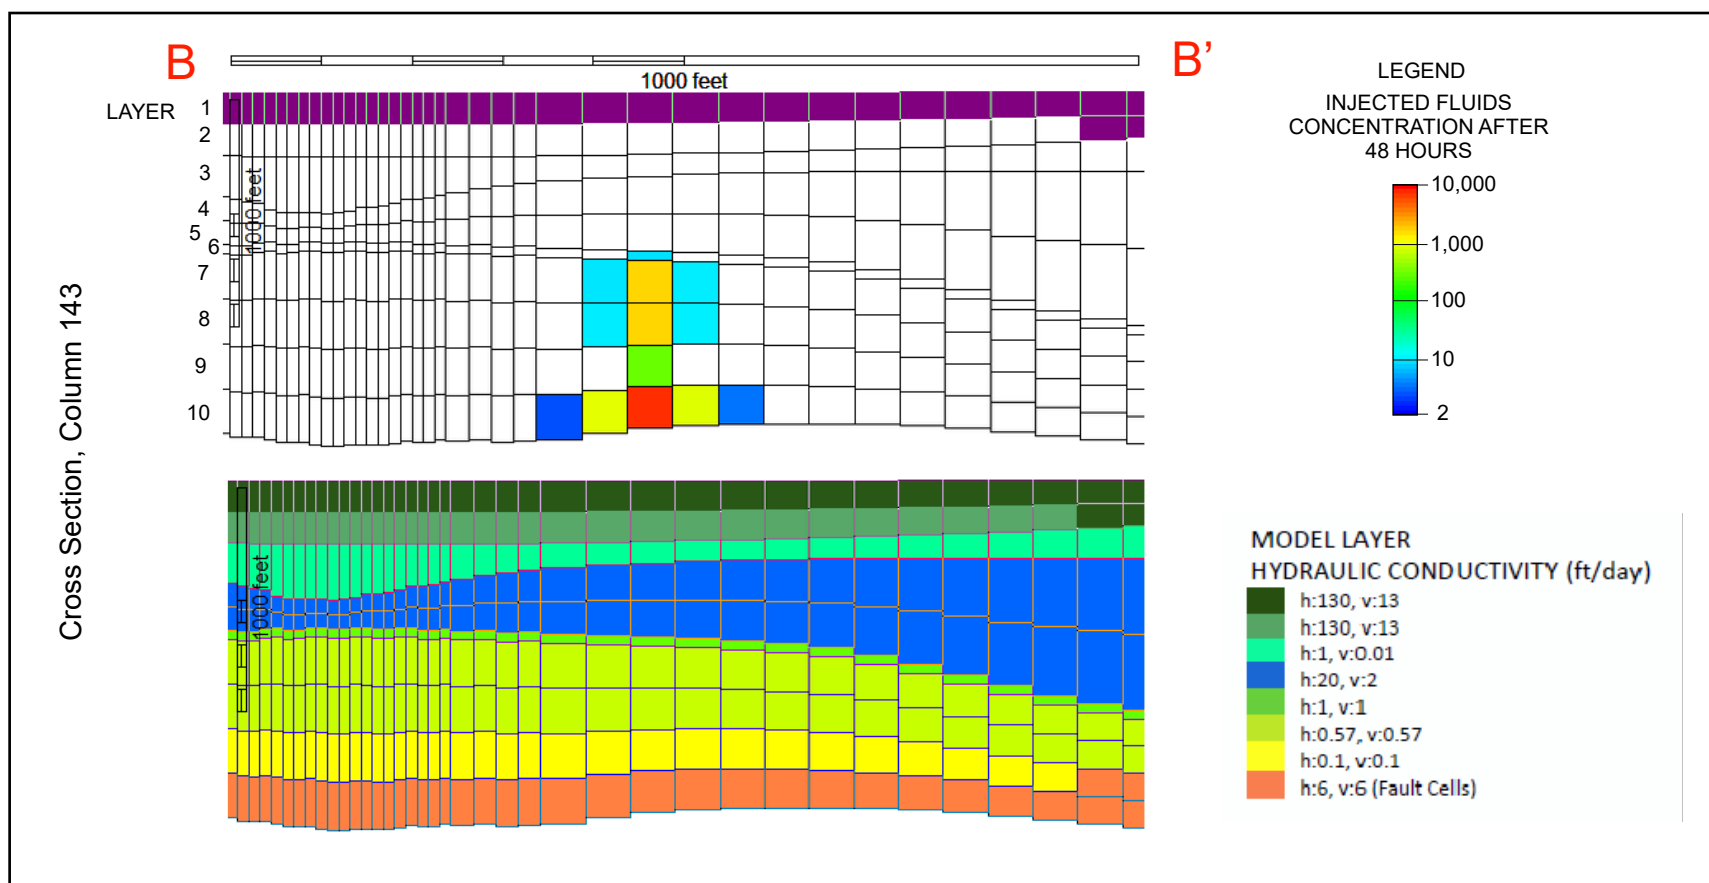 B
B’
1000 feet
LAYER
1
2
3
4
5
6
7
8
9
10
1000 feet
Cross Section, Column 143
LEGEND
INJECTED FLUIDS
CONCENTRATION AFTER
48 HOURS
10,000
1,000
100
10
2
1000 feet
MODEL LAYER
HYDRAULIC CONDUCTIVITY (ft/day)
h:130, v:13
h:130, v:13
h:1, v:0.01
h:20, v:2
h:1, v:1
h:0.57, v:0.57
h:0.1, v:0.1
h:6, v:6 (Fault Cells)